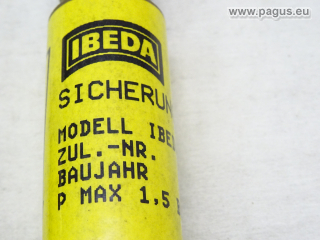 www.pagus.eu
IBEDA
SICHERUN
MODELL IBE
ZUL.-NR.
BAUJAHR
P MAX 1,5